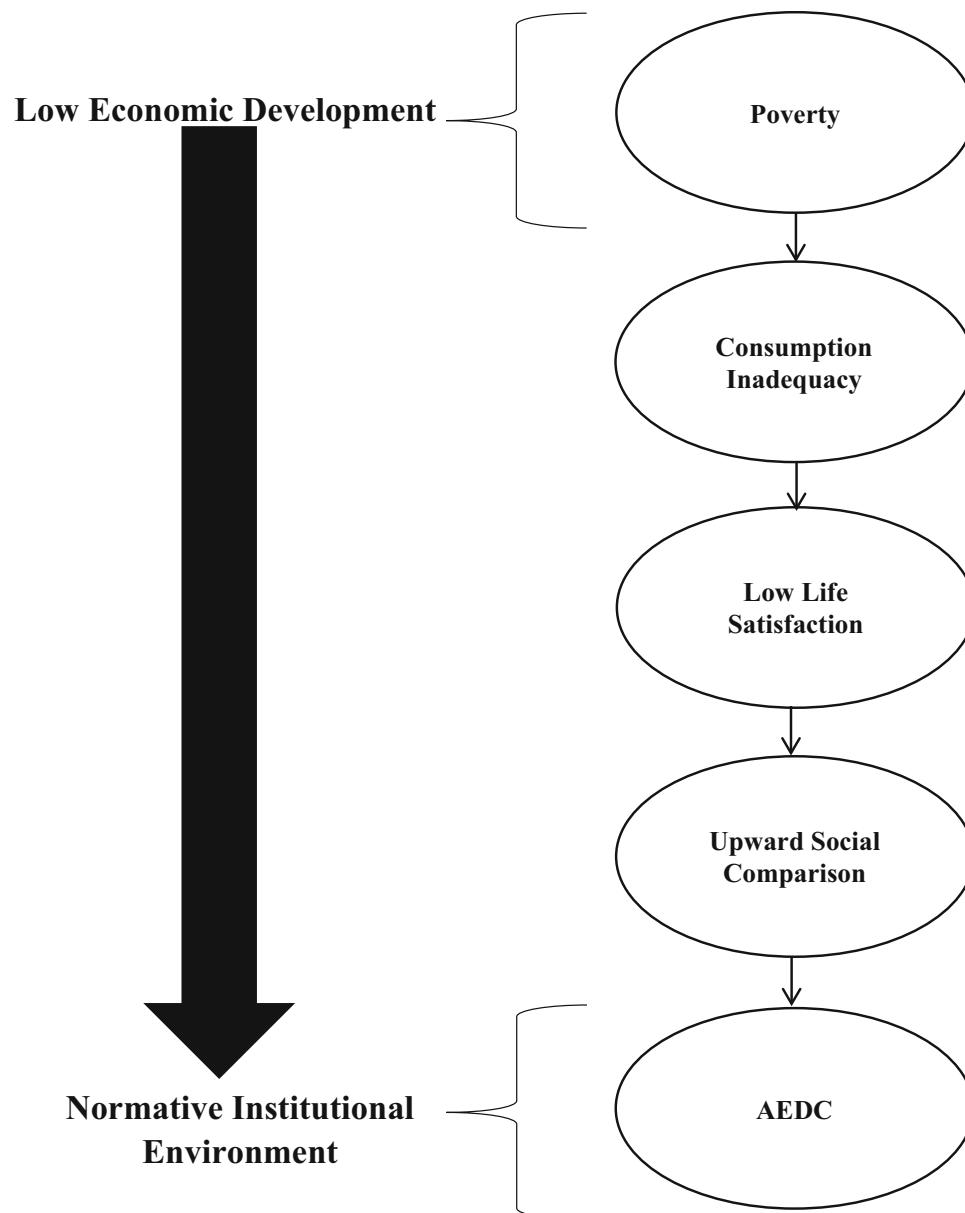 Low Economic Development
Poverty
Consumption
Inadequacy
Low Life
Satisfaction
Upward Social
Comparison
Normative Institutional
Environment
AEDC